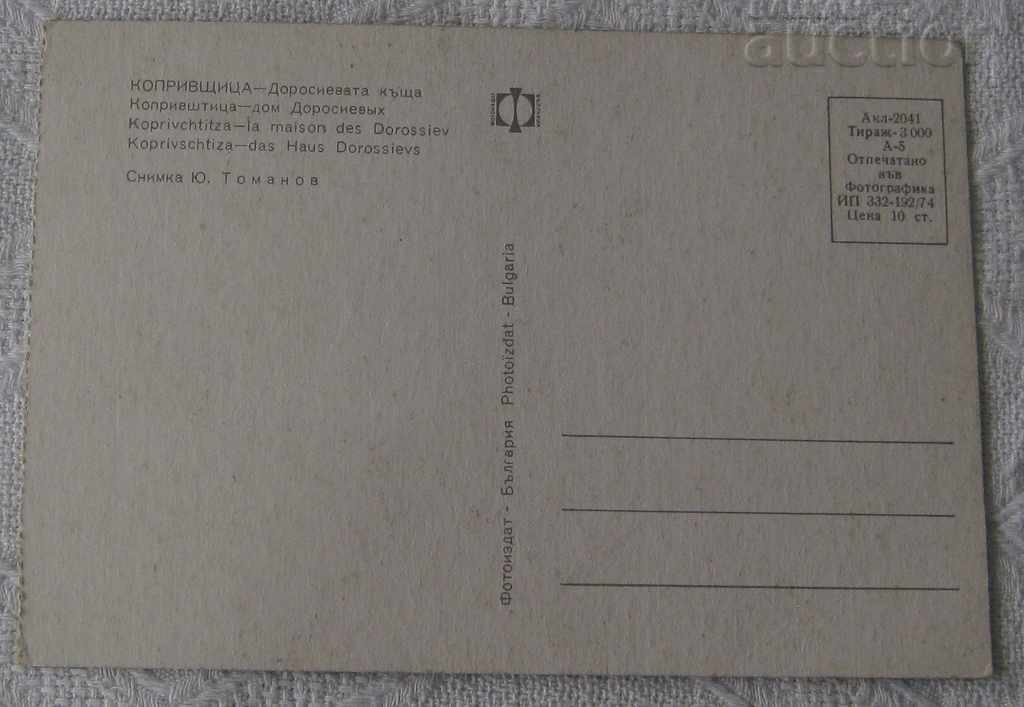 КОПРИВЩИЦА—Доросиевата къща
Копривштица—дом Доросиевых
Koprivchtitza—la maison des Dorossiev
Koprivschtiza—das Haus Dorossievs
Снимка Ю. Томанов
Фотоиздат - България Photoizdat - Bulgaria
Акл-2041
Тираж-3 000
А-5
Отпечатано
във
Фотографика
ИП 332-192/74
Цена 10 ст.
auctio